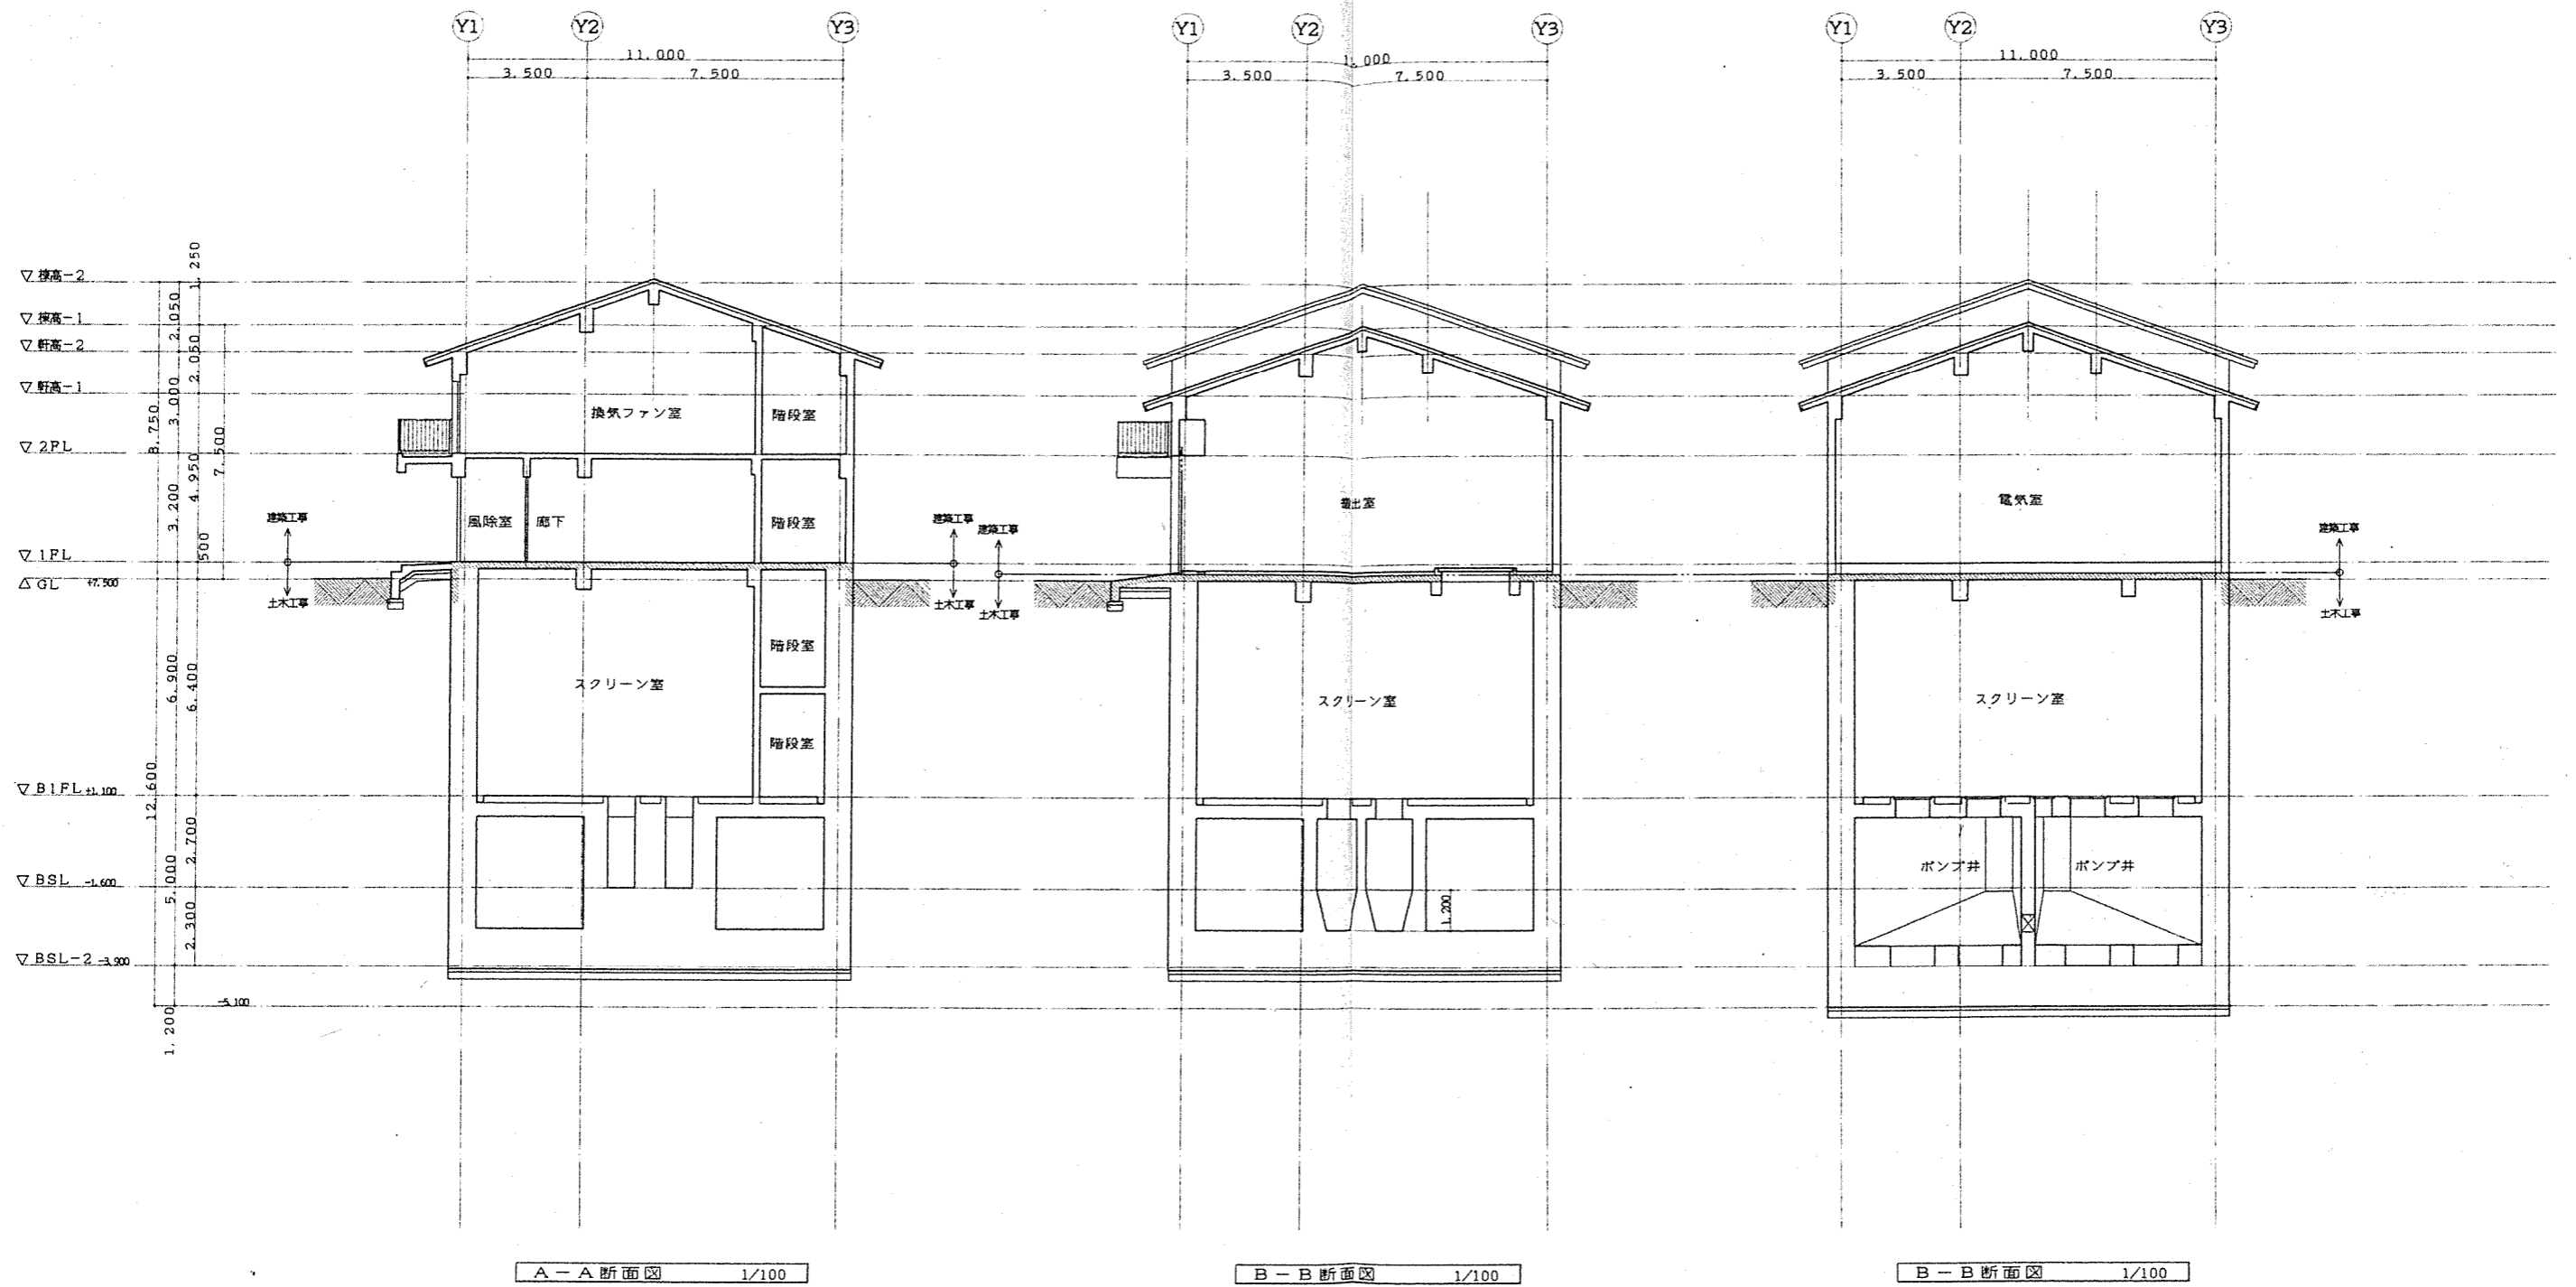 Y1 Y2 Y3
11.000
3.500 7.500
Y1 Y2 Y3
3.500 7.500
Y1 Y2 Y3
11.000
3.500 7.500
▽棟高-2
▽棟高-1
▽軒高-2
▽軒高-1
▽2FL
▽1FL
△GL +7.500
▽B1FL +1.100
▽BSL -1.600
▽BSL-2 -3.900
-5.100
8.750
12.600
2.050
3.000
3.200
6.900
5.000
1,200
1.250
2.050
4.950
500
6.400
2.700
2.300
7.500
換気ファン室
階段室
風除室
廊下
階段室
階段室
スクリーン室
階段室
建築工事
土木工事
建築工事
土木工事
建築工事
土木工事
搬出室
スクリーン室
1.200
電気室
スクリーン室
ポンプ井
ポンプ井
建築工事
土木工事
A-A断面図 1/100
B-B断面図 1/100
B-B断面図 1/100